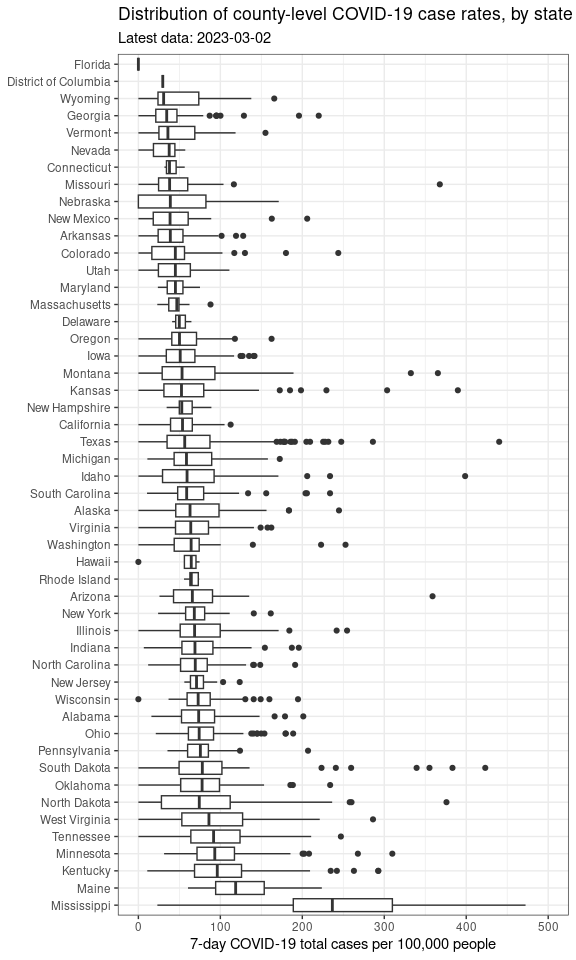 Distribution of county-level COVID-19 case rates, by state
Latest data: 2023-03-02
Florida
District of Columbia
Wyoming
Georgia
Vermont
Nevada
Connecticut
Missouri
Nebraska
New Mexico
Arkansas
Colorado
Utah
Maryland
Massachusetts
Delaware
Oregon
Iowa
Montana
Kansas
New Hampshire
California
Texas
Michigan
Idaho
South Carolina
Alaska
Virginia
Washington
Hawaii
Rhode Island
Arizona
New York
Illinois
Indiana
North Carolina
New Jersey
Wisconsin
Alabama
Ohio
Pennsylvania
South Dakota
Oklahoma
North Dakota
West Virginia
Tennessee
Minnesota
Kentucky
Maine
Mississippi
0 100 200 300 400 500
7-day COVID-19 total cases per 100,000 people